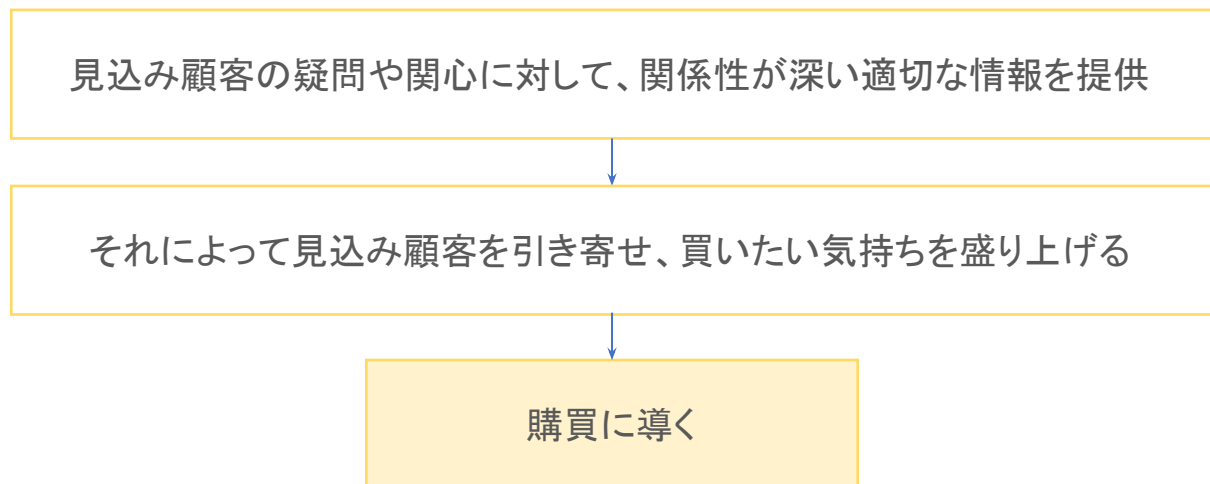 見込み顧客の疑問や関心に対して、関係性が深い適切な情報を提供
それによって見込み顧客を引き寄せ、買いたい気持ちを盛り上げる
購買に導く